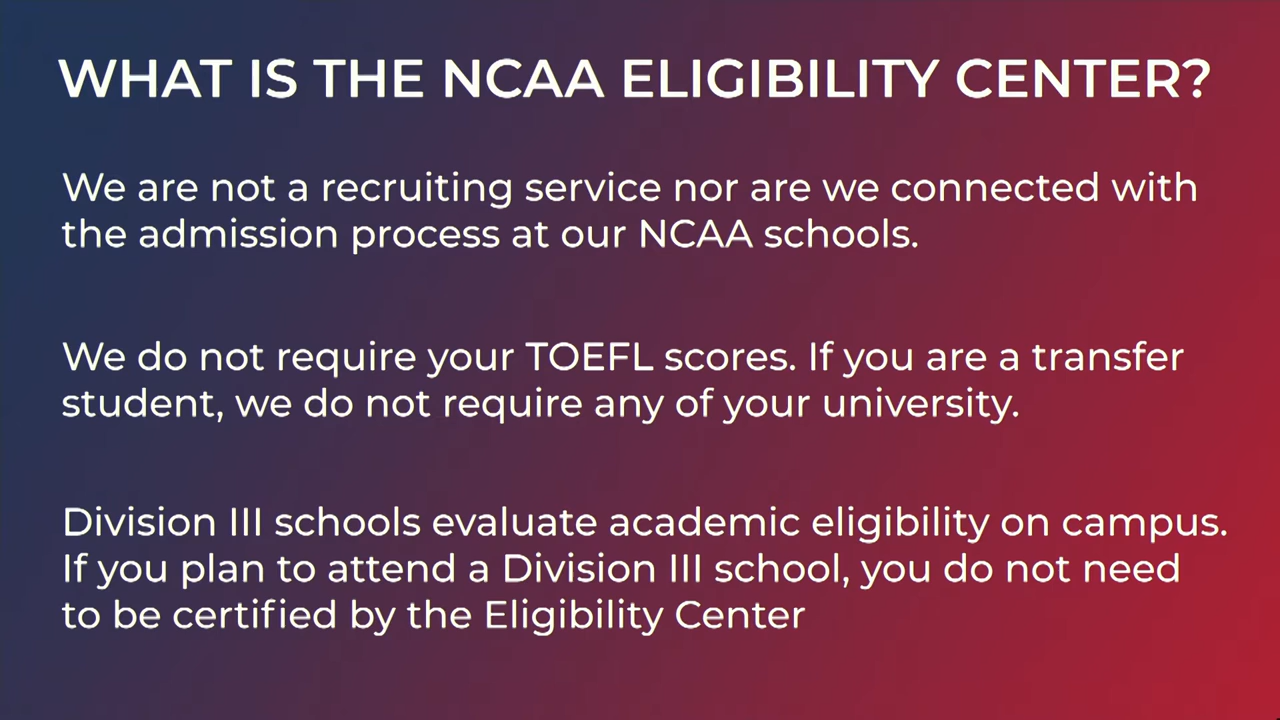 WHAT IS THE NCAA ELIGIBILITY CENTER?
We are not a recruiting service nor are we connected with
the admission process at our NCAA schools.
We do not require your TOEFL scores. If you are a transfer
student, we do not require any of your university.
Division III schools evaluate academic eligibility on campus.
If you plan to attend a Division III school, you do not need
to be certified by the Eligibility Center